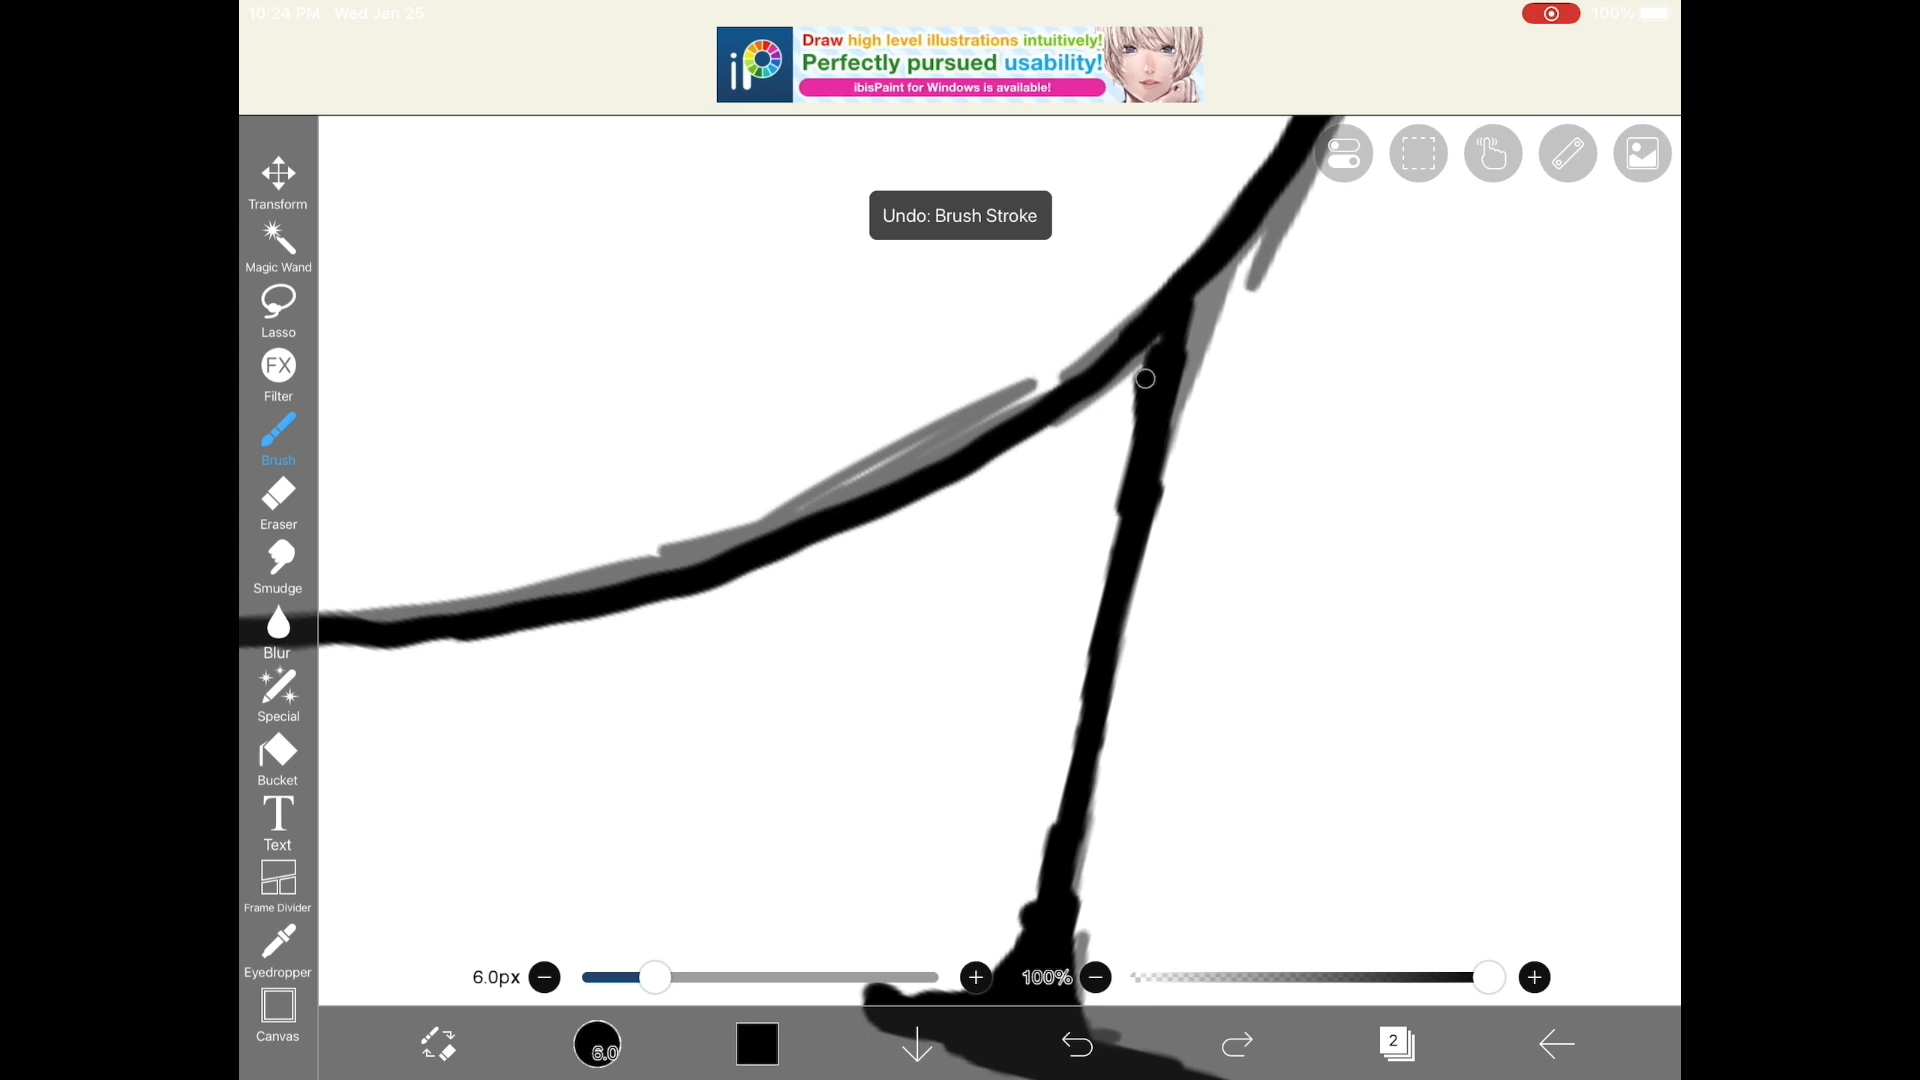 10:24 PM Wed Jan 25
100%
iP
Draw high level illustrations intuitively!
Perfectly pursued usability!
ibisPaint for Windows is available!
Transform
Magic Wand
Lasso
FX
Filter
Brush
Eraser
Smudge
Blur
Special
Bucket
T
Text
Frame Divider
Eyedropper
Canvas
Undo: Brush Stroke
6.0px
100%
6.0
2